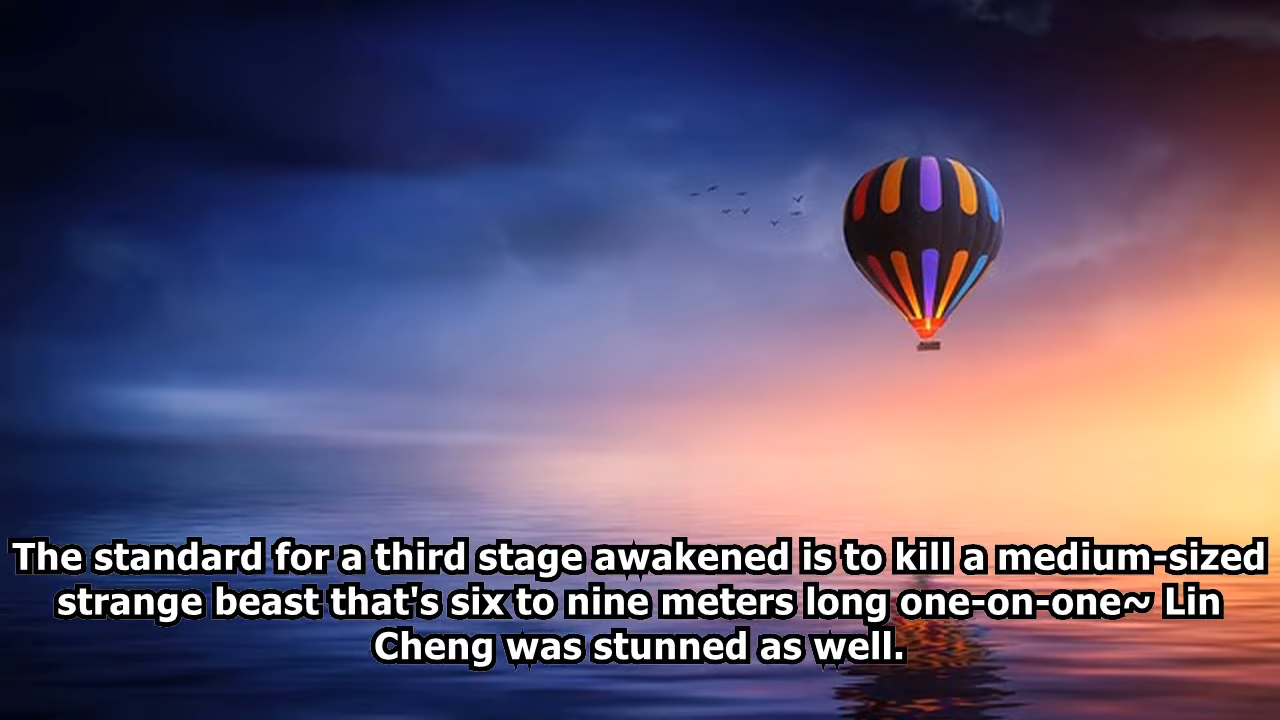 The standard for a third stage awakened is to kill a medium-sized
strange beast that's six to nine meters long one-on-one~ Lin
Cheng was stunned as well.